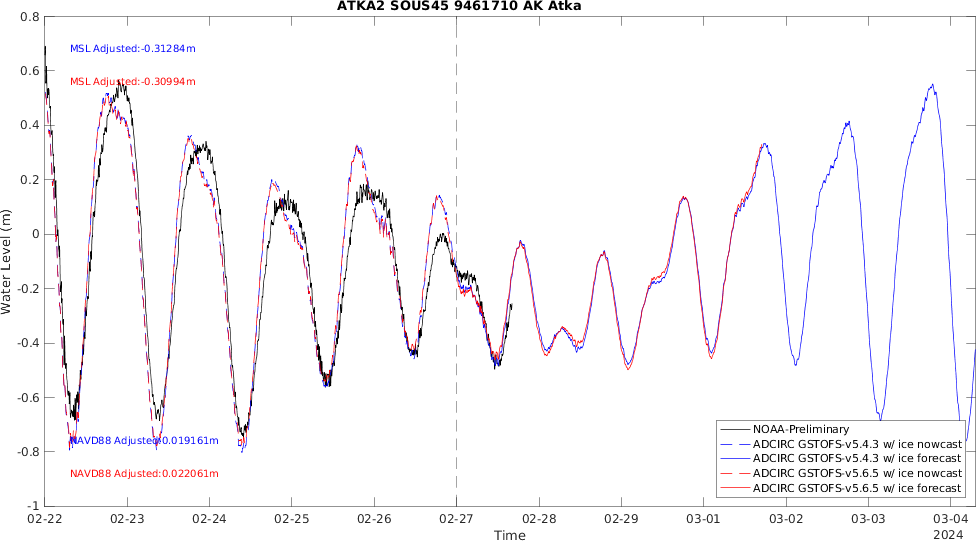 ATKA2 SOUS45 9461710 AK Atka
0.8
0.6
0.4
0.2
0
-0.2
-0.4
-0.6
-0.8
-1
Water Level (m)
MSL Adjusted:-0.31284m
MSL Adjusted:-0.30994m
NAVD88 Adjusted:0.019161m
NAVD88 Adjusted:0.022061m
NOAA-Preliminary
ADCIRC GSTOFS-v5.4.3 w/ ice nowcast
ADCIRC GSTOFS-v5.4.3 w/ ice forecast
ADCIRC GSTOFS-v5.6.5 w/ ice nowcast
ADCIRC GSTOFS-v5.6.5 w/ ice forecast
02-22 02-23 02-24 02-25 02-26 02-27 02-28 02-29 03-01 03-02 03-03 03-04
Time
2024